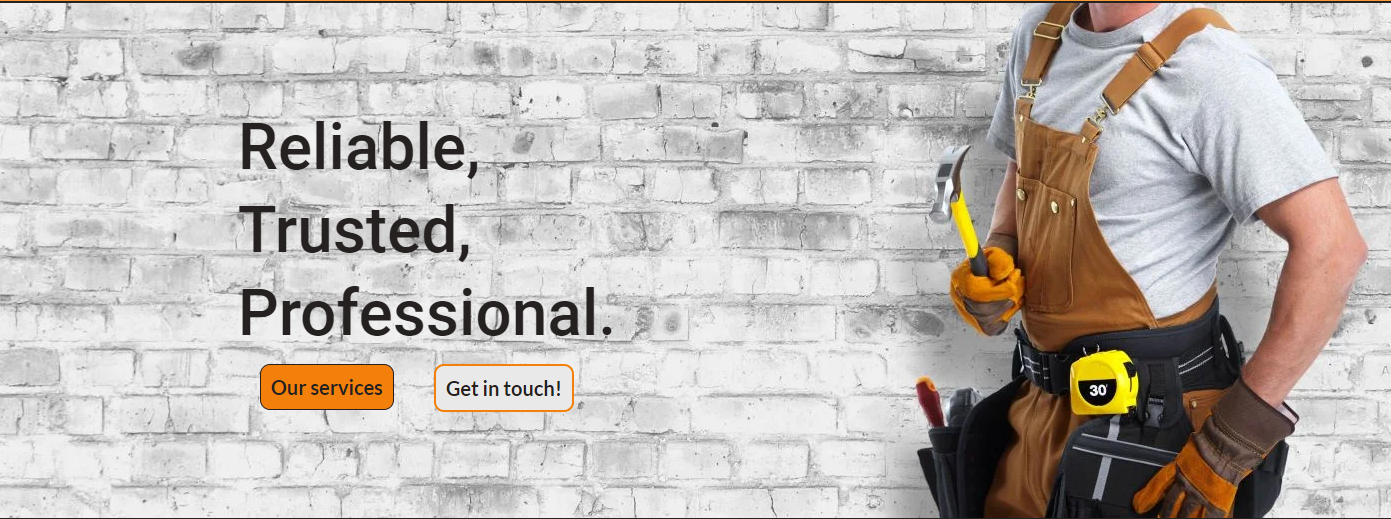 Reliable,
Trusted,
Professional.
Our services
Get in touch!
30'